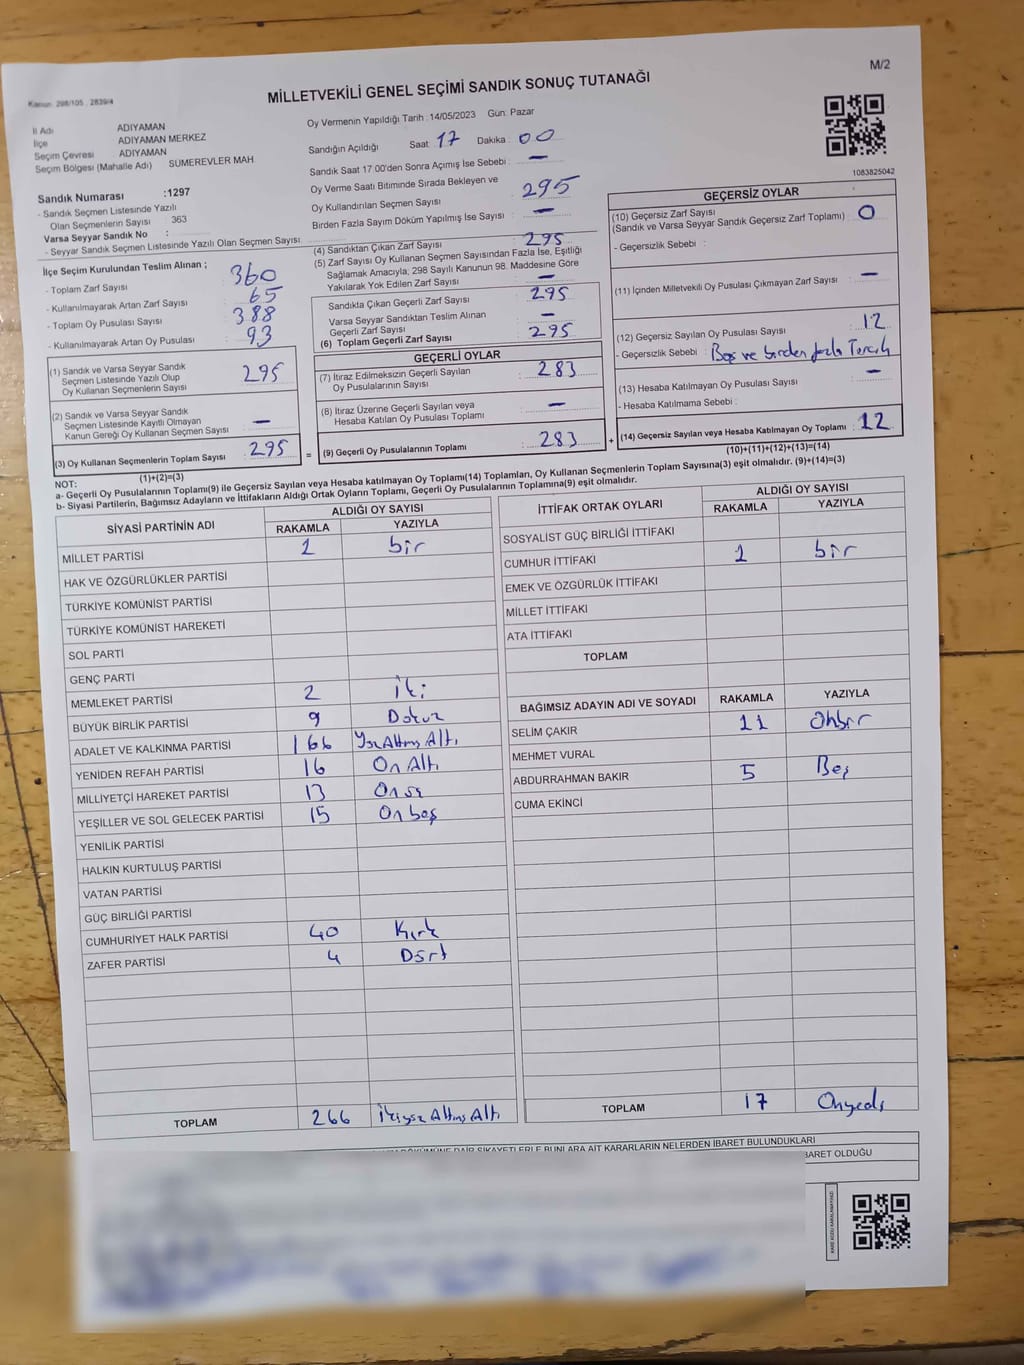 M/2
Kanun: 298/105 , 2839/4
MİLLETVEKİLİ GENEL SEÇİMİ SANDIK SONUÇ TUTANAĞI
İl Adı ADIYAMAN
İlçe ADIYAMAN MERKEZ
Seçim Çevresi ADIYAMAN
Seçim Bölgesi (Mahalle Adı) SÜMEREVLER MAH
Sandık Numarası :1297
- Sandık Seçmen Listesinde Yazılı
Olan Seçmenlerin Sayısı 363
Varsa Seyyar Sandık No :
- Seyyar Sandık Seçmen Listesinde Yazılı Olan Seçmen Sayısı:
İlçe Seçim Kurulundan Teslim Alınan ;
- Toplam Zarf Sayısı : 360
- Kullanılmayarak Artan Zarf Sayısı : 65
- Toplam Oy Pusulası Sayısı : 388
- Kullanılmayarak Artan Oy Pusulası : 93
(1) Sandık ve Varsa Seyyar Sandık
Seçmen Listesinde Yazılı Olup
Oy Kullanan Seçmenlerin Sayısı : 295
(2) Sandık ve Varsa Seyyar Sandık
Seçmen Listesinde Kayıtlı Olmayan
Kanun Gereği Oy Kullanan Seçmen Sayısı : —
(3) Oy Kullanan Seçmenlerin Toplam Sayısı : 295
(1)+(2)=(3)
Oy Vermenin Yapıldığı Tarih : 14/05/2023 Gün: Pazar
Sandığın Açıldığı Saat: 17 Dakika : 00
Sandık Saat 17 00'den Sonra Açımış İse Sebebi : —
Oy Verme Saati Bitiminde Sırada Bekleyen ve
Oy Kullandırılan Seçmen Sayısı : 295
Birden Fazla Sayım Döküm Yapılmış İse Sayısı : —
(4) Sandıktan Çıkan Zarf Sayısı : 295
(5) Zarf Sayısı Oy Kullanan Seçmen Sayısından Fazla İse, Eşitliği
Sağlamak Amacıyla; 298 Sayılı Kanunun 98. Maddesine Göre
Yakılarak Yok Edilen Zarf Sayısı : —
Sandıkta Çıkan Geçerli Zarf Sayısı : 295
Varsa Seyyar Sandıktan Teslim Alınan
Geçerli Zarf Sayısı : —
(6) Toplam Geçerli Zarf Sayısı : 295
GEÇERLİ OYLAR
(7) İtiraz Edilmeksizin Geçerli Sayılan
Oy Pusulalarının Sayısı : 283
(8) İtiraz Üzerine Geçerli Sayılan veya
Hesaba Katılan Oy Pusulası Toplamı : —
= (9) Geçerli Oy Pusulalarının Toplamı : 283 +
1083825042
GEÇERSİZ OYLAR
(10) Geçersiz Zarf Sayısı : 0
(Sandık ve Varsa Seyyar Sandık Geçersiz Zarf Toplamı)
- Geçersizlik Sebebi :
(11) İçinden Milletvekili Oy Pusulası Çıkmayan Zarf Sayısı : —
(12) Geçersiz Sayılan Oy Pusulası Sayısı : 12
- Geçersizlik Sebebi : Boş ve birden fazla Tercih
(13) Hesaba Katılmayan Oy Pusulası Sayısı : —
- Hesaba Katılmama Sebebi :
(14) Geçersiz Sayılan veya Hesaba Katılmayan Oy Toplamı : 12
(10)+(11)+(12)+(13)=(14)
NOT:
a- Geçerli Oy Pusulalarının Toplamı(9) ile Geçersiz Sayılan veya Hesaba katılmayan Oy Toplamı(14) Toplamları, Oy Kullanan Seçmenlerin Toplam Sayısına(3) eşit olmalıdır. (9)+(14)=(3)
b- Siyasi Partilerin, Bağımsız Adayların ve İttifakların Aldığı Ortak Oyların Toplamı, Geçerli Oy Pusulalarının Toplamına(9) eşit olmalıdır.
SİYASİ PARTİNİN ADI ALDIĞI OY SAYISI
RAKAMLA YAZIYLA
MİLLET PARTİSİ 1 bir
HAK VE ÖZGÜRLÜKLER PARTİSİ
TÜRKİYE KOMÜNİST PARTİSİ
TÜRKİYE KOMÜNİST HAREKETİ
SOL PARTİ
GENÇ PARTİ
MEMLEKET PARTİSİ 2 İki
BÜYÜK BİRLİK PARTİSİ 9 Dokuz
ADALET VE KALKINMA PARTİSİ 166 Yüz Altmış Altı
YENİDEN REFAH PARTİSİ 16 On Altı
MİLLİYETÇİ HAREKET PARTİSİ 13
YEŞİLLER VE SOL GELECEK PARTİSİ 15 On beş
YENİLİK PARTİSİ
HALKIN KURTULUŞ PARTİSİ
VATAN PARTİSİ
GÜÇ BİRLİĞİ PARTİSİ
CUMHURİYET HALK PARTİSİ 40 Kırk
ZAFER PARTİSİ 4 Dört
TOPLAM 266 İkiyüz Altmış Altı
İTTİFAK ORTAK OYLARI ALDIĞI OY SAYISI
RAKAMLA YAZIYLA
SOSYALİST GÜÇ BİRLİĞİ İTTİFAKI
CUMHUR İTTİFAKI 1 bir
EMEK VE ÖZGÜRLÜK İTTİFAKI
MİLLET İTTİFAKI
ATA İTTİFAKI
TOPLAM
BAĞIMSIZ ADAYIN ADI VE SOYADI RAKAMLA YAZIYLA
SELİM ÇAKIR 11 Onbir
MEHMET VURAL
ABDURRAHMAN BAKIR 5 Beş
CUMA EKİNCİ
TOPLAM 17 Onyedi
DAİR ŞİKAYETLERLE BUNLARA AİT KARARLARIN NELERDEN İBARET BULUNDUKLARI
İBARET OLDUĞU